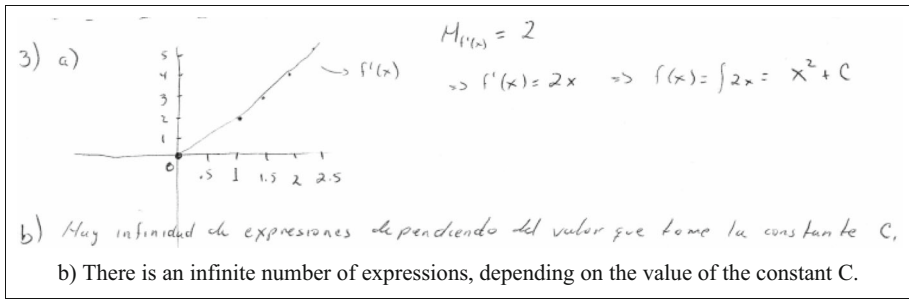 3) a)
M f'(x) = 2
⇒ f'(x) = 2x ⇒ f(x) = ∫2x = x² + C
→ f'(x)
5
4
3
2
1
0 .5 1 1.5 2 2.5
b) Hay infinidad de expresiones dependiendo del valor que tome la constante C.
b) There is an infinite number of expressions, depending on the value of the constant C.